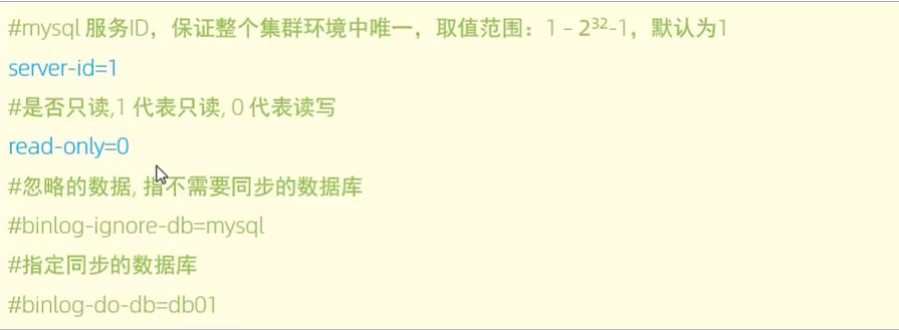 #mysql 服务ID，保证整个集群环境中唯一，取值范围：1 – 2³²-1，默认为1
server-id=1
#是否只读,1 代表只读, 0 代表读写
read-only=0
#忽略的数据, 指不需要同步的数据库
#binlog-ignore-db=mysql
#指定同步的数据库
#binlog-do-db=db01